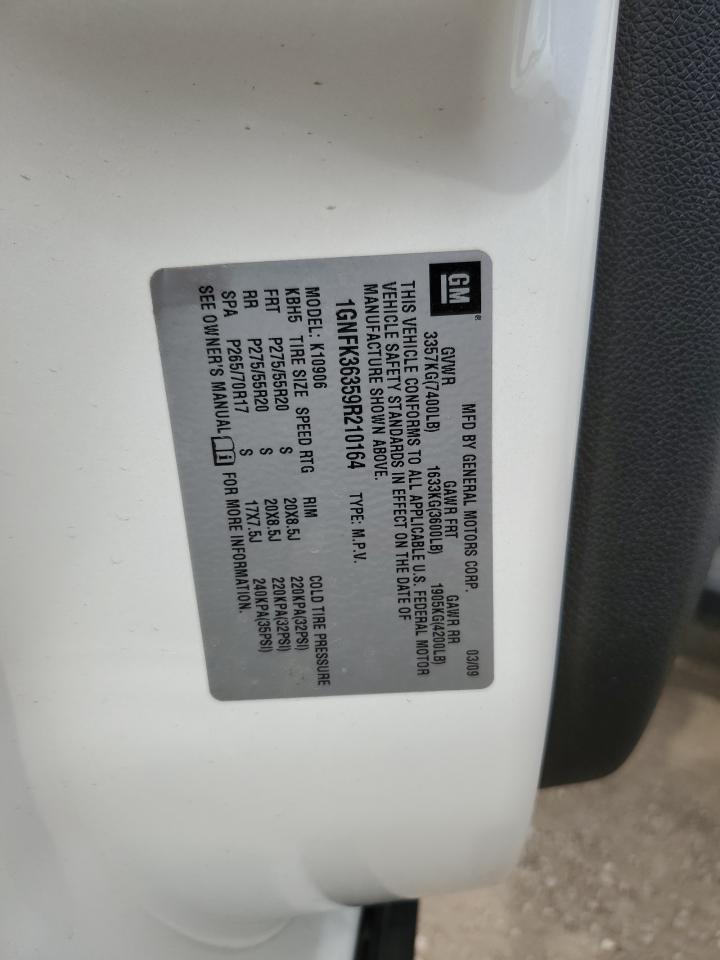 GM®
MFD BY GENERAL MOTORS CORP. 03/09
GVWR GAWR FRT GAWR RR
3357KG(7400LB) 1633KG(3600LB) 1905KG(4200LB)
THIS VEHICLE CONFORMS TO ALL APPLICABLE U.S. FEDERAL MOTOR
VEHICLE SAFETY STANDARDS IN EFFECT ON THE DATE OF
MANUFACTURE SHOWN ABOVE.
1GNFK36359R210164 TYPE: M.P.V.
MODEL: K10906
KBH5 TIRE SIZE SPEED RTG RIM COLD TIRE PRESSURE
FRT P275/55R20 S 20X8.5J 220KPA(32PSI)
RR P275/55R20 S 20X8.5J 220KPA(32PSI)
SPA P265/70R17 S 17X7.5J 240KPA(35PSI)
SEE OWNER'S MANUAL FOR MORE INFORMATION.